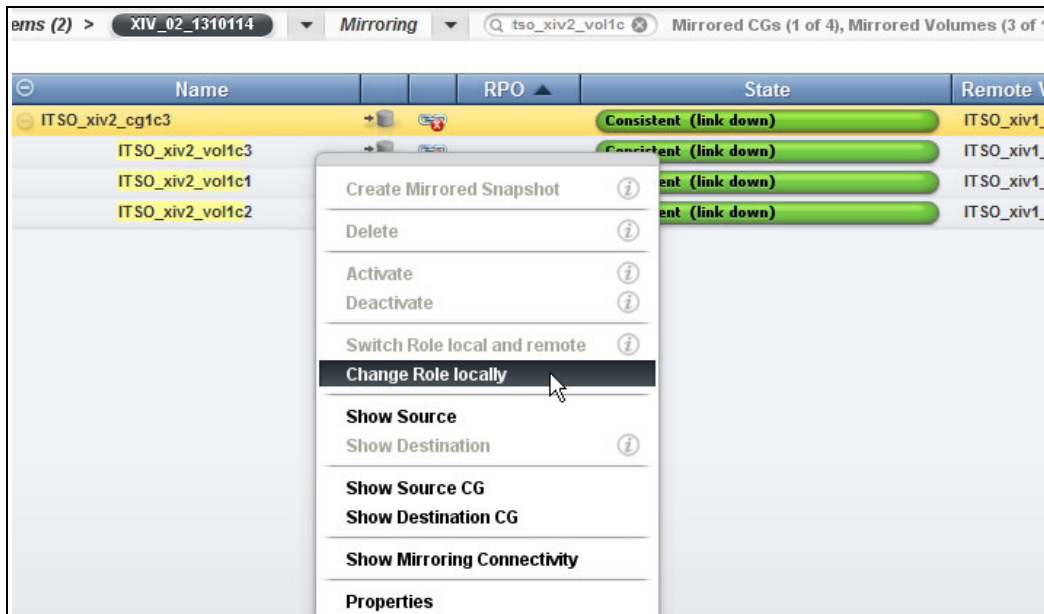 ems (2) > XIV_02_1310114 Mirroring tso_xiv2_vol1c Mirrored CGs (1 of 4), Mirrored Volumes (3 of
Name RPO State Remote
ITSO_xiv2_cg1c3 Consistent (link down) ITSO_xiv1_
ITSO_xiv2_vol1c3 Consistent (link down) ITSO_xiv1_
ITSO_xiv2_vol1c1 ent (link down) ITSO_xiv1_
ITSO_xiv2_vol1c2 ent (link down) ITSO_xiv1_
Create Mirrored Snapshot
Delete
Activate
Deactivate
Switch Role local and remote
Change Role locally
Show Source
Show Destination
Show Source CG
Show Destination CG
Show Mirroring Connectivity
Properties